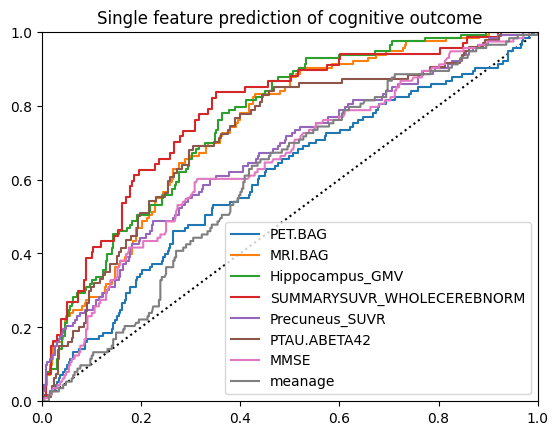 Single feature prediction of cognitive outcome
1.0
0.8
0.6
0.4
0.2
0.0
PET.BAG
MRI.BAG
Hippocampus_GMV
SUMMARYSUVR_WHOLECEREBNORM
Precuneus_SUVR
PTAU.ABETA42
MMSE
meanage
0.0 0.2 0.4 0.6 0.8 1.0